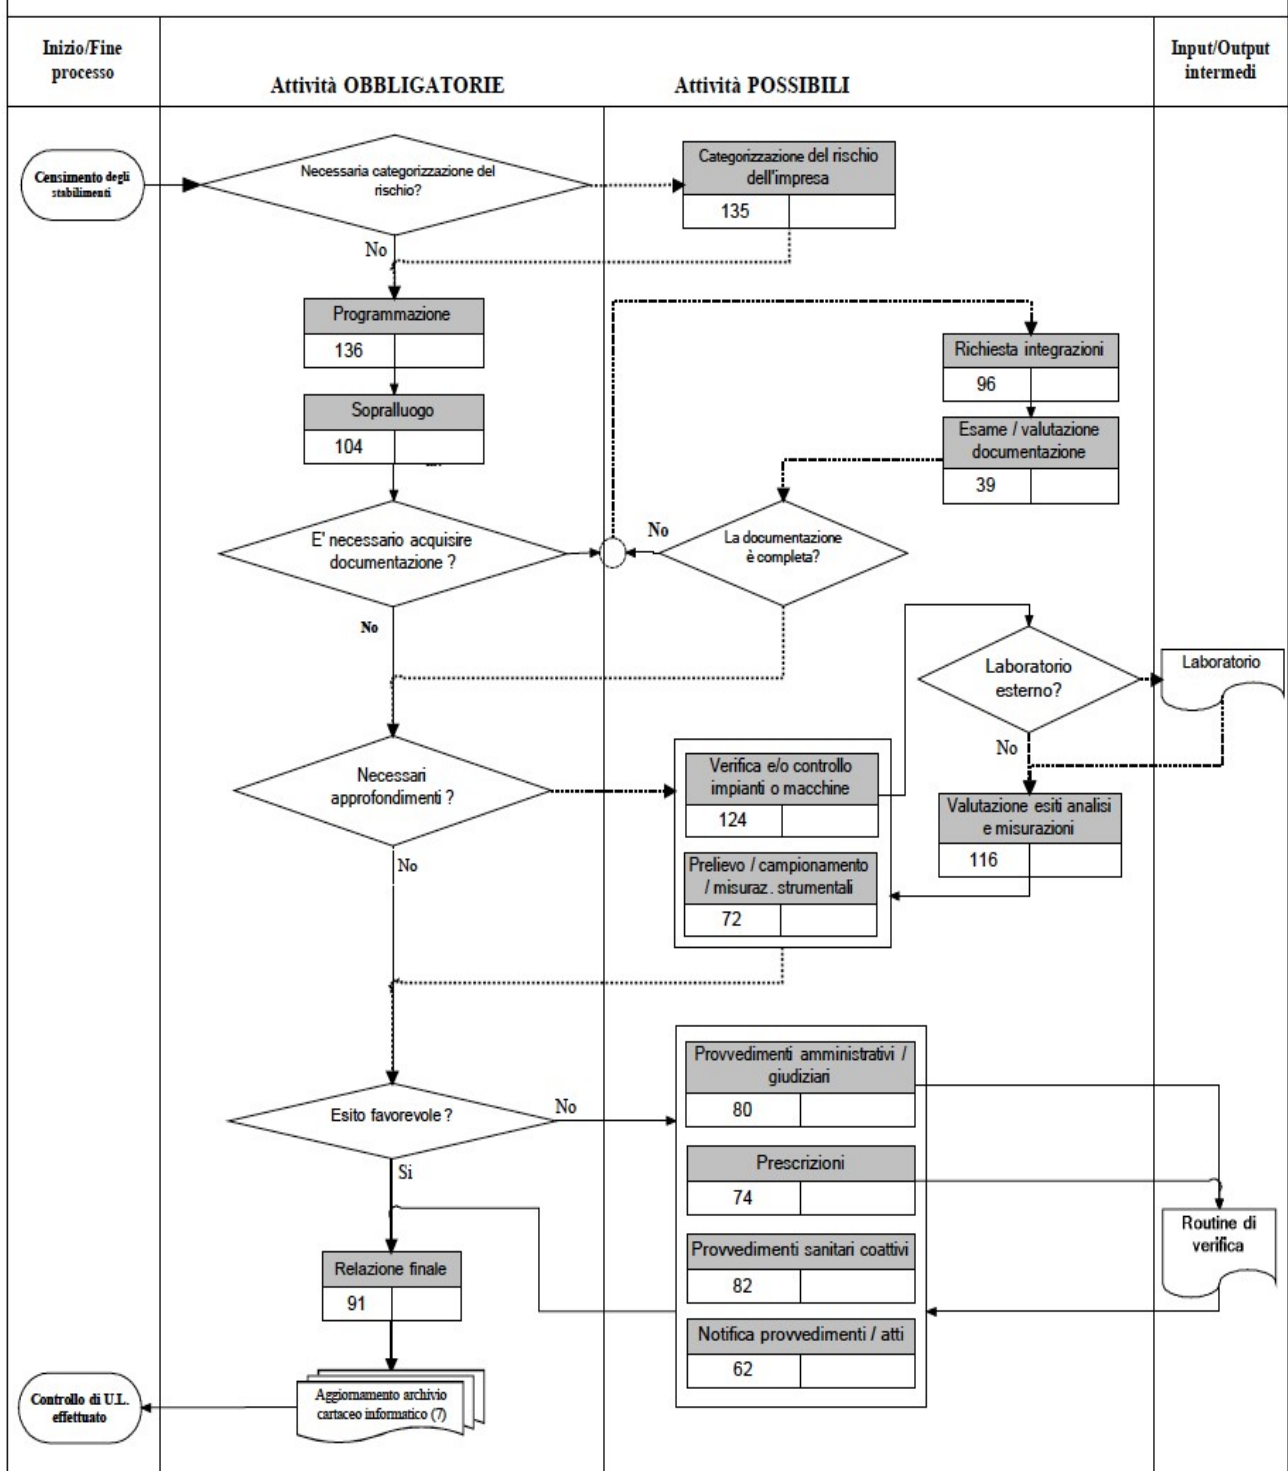 Inizio/Fine
processo
Attività OBBLIGATORIE
Attività POSSIBILI
Input/Output
intermedi
Censimento degli
stabilimenti
Necessaria categorizzazione del
rischio?
Categorizzazione del rischio
dell'impresa
135
No
Programmazione
136
Sopralluogo
104
Richiesta integrazioni
96
Esame / valutazione
documentazione
39
E' necessario acquisire
documentazione ?
No
La documentazione
è completa?
No
Laboratorio
esterno?
Laboratorio
No
Necessari
approfondimenti ?
Verifica e/o controllo
impianti o macchine
124
Valutazione esiti analisi
e misurazioni
116
No
Prelievo / campionamento
/ misuraz. strumentali
72
Esito favorevole ?
No
Si
Provvedimenti amministrativi /
giudiziari
80
Prescrizioni
74
Routine di
verifica
Provvedimenti sanitari coattivi
82
Relazione finale
91
Notifica provvedimenti / atti
62
Aggiornamento archivio
cartaceo informatico (7)
Controllo di U.L.
effettuato